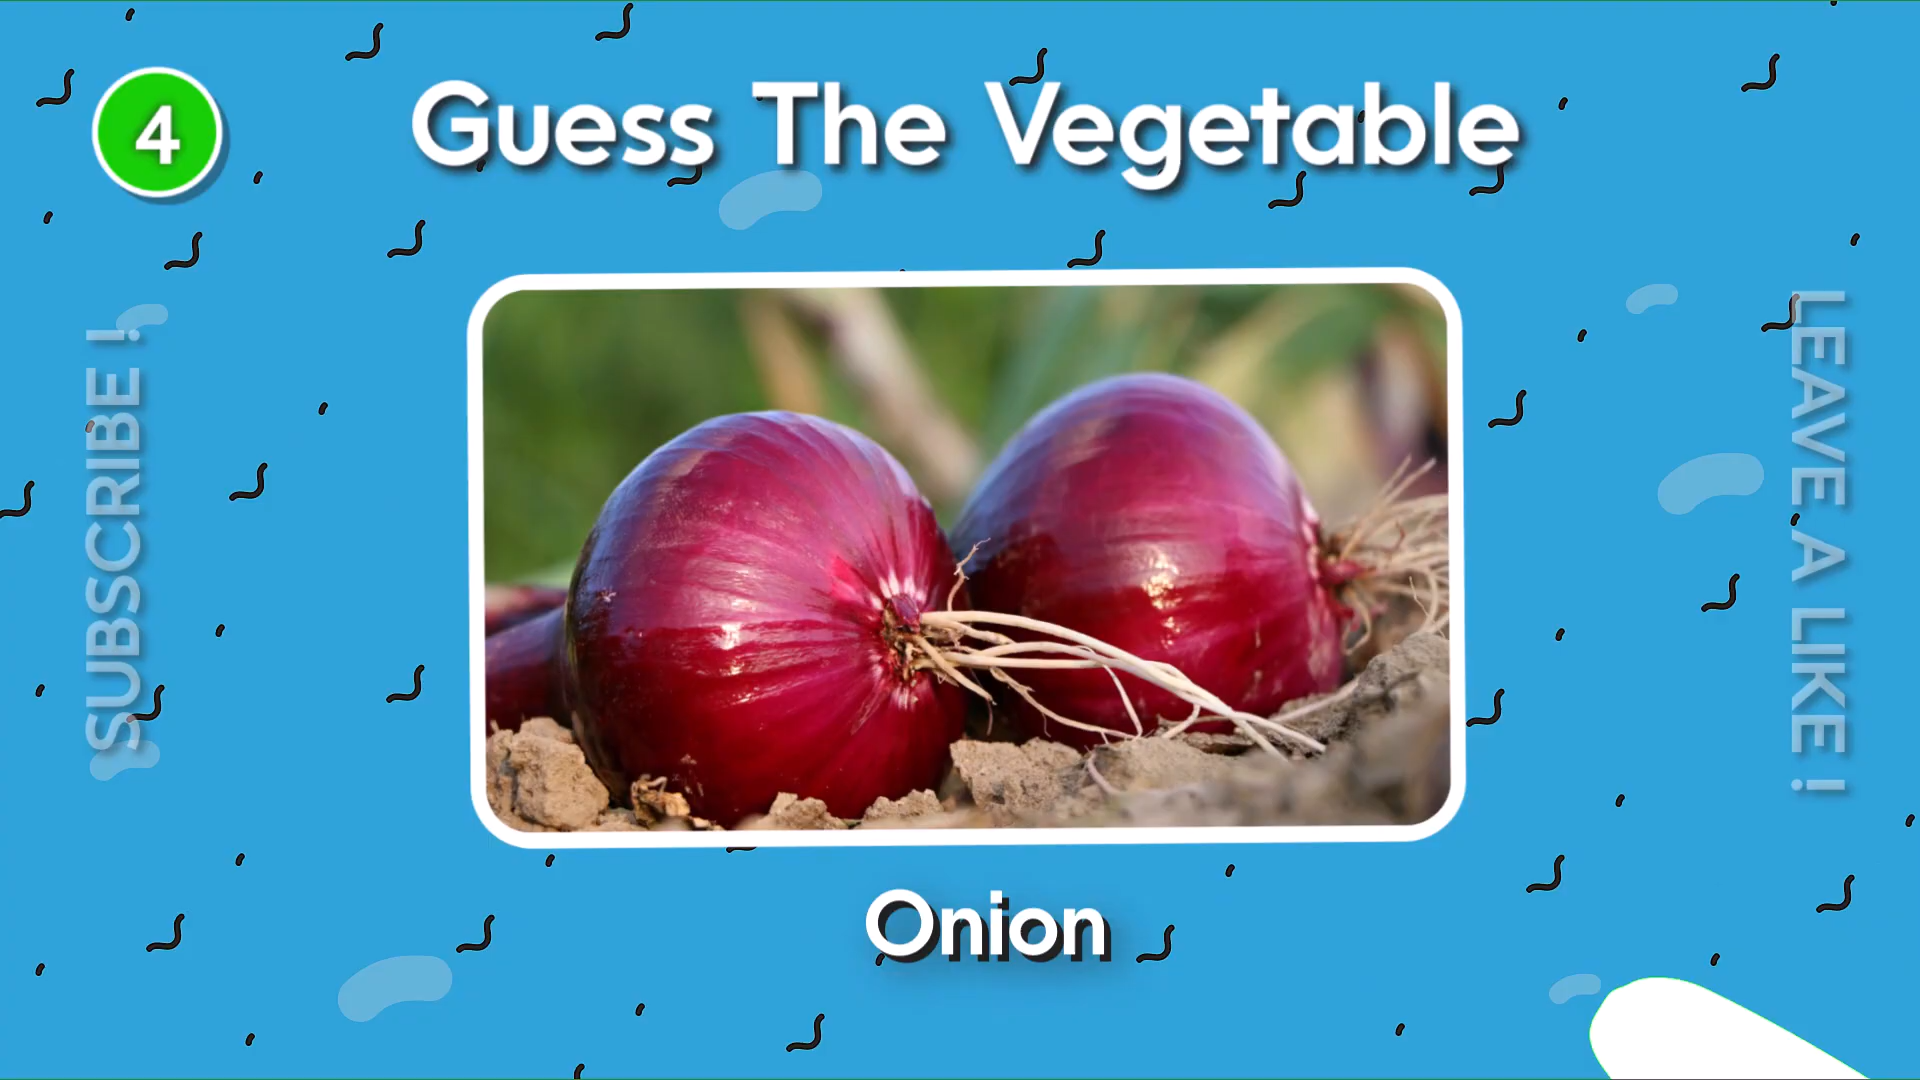 4
Guess The Vegetable
SUBSCRIBE !
LEAVE A LIKE !
Onion